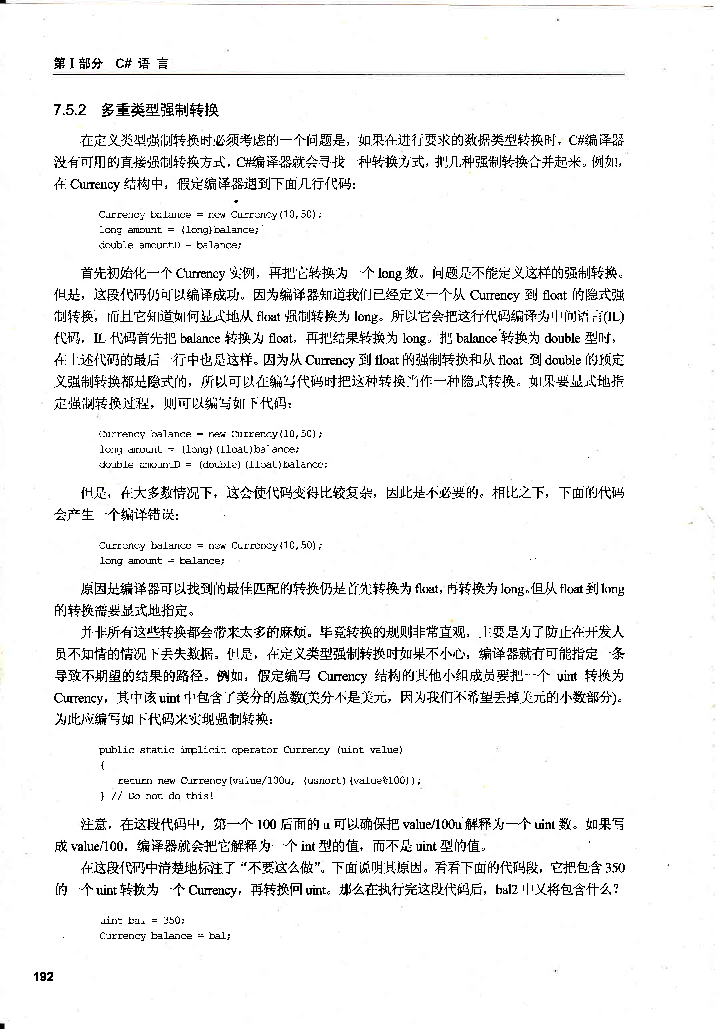 第 I 部分 C# 语 言
7.5.2 多重类型强制转换
在定义类型强制转换时必须考虑的一个问题是，如果在进行要求的数据类型转换时，C#编译器
没有可用的直接强制转换方式，C#编译器就会寻找一种转换方式，把几种强制转换合并起来。例如，
在 Currency 结构中，假定编译器遇到下面几行代码：
Currency balance = new Currency(10,50);
long amount = (long)balance;
double amountD = balance;
首先初始化一个 Currency 实例，再把它转换为一个 long 数。问题是不能定义这样的强制转换。
但是，这段代码仍可以编译成功。因为编译器知道我们已经定义一个从 Currency 到 float 的隐式强
制转换，而且它知道如何显式地从 float 强制转换为 long。所以它会把这行代码编译为中间语言(IL)
代码，IL 代码首先把 balance 转换为 float，再把结果转换为 long。把 balance 转换为 double 型时，
在上述代码的最后一行中也是这样。因为从 Currency 到 float 的强制转换和从 float 到 double 的预定
义强制转换都是隐式的，所以可以在编写代码时把这种转换当作一种隐式转换。如果要显式地指
定强制转换过程，则可以编写如下代码：
Currency balance = new Currency(10,50);
long amount = (long)(float)balance;
double amountD = (double)(float)balance;
但是，在大多数情况下，这会使代码变得比较复杂，因此是不必要的。相比之下，下面的代码
会产生一个编译错误：
Currency balance = new Currency(10,50);
long amount = balance;
原因是编译器可以找到的最佳匹配的转换仍是首先转换为 float，再转换为 long。但从 float 到 long
的转换需要显式地指定。
并非所有这些转换都会带来太多的麻烦。毕竟转换的规则非常直观，主要是为了防止在开发人
员不知情的情况下丢失数据。但是，在定义类型强制转换时如果不小心，编译器就有可能指定一条
导致不期望的结果的路径。例如，假定编写 Currency 结构的其他小组成员要把一个 uint 转换为
Currency，其中该 uint 中包含了美分的总数(美分不是美元，因为我们不希望丢掉美元的小数部分)。
为此应编写如下代码来实现强制转换：
public static implicit operator Currency (uint value)
{
return new Currency(value/100u, (ushort)(value%100));
} // Do not do this!
注意，在这段代码中，第一个 100 后面的 u 可以确保把 value/100u 解释为一个 uint 数。如果写
成 value/100，编译器就会把它解释为一个 int 型的值，而不是 uint 型的值。
在这段代码中清楚地标注了“不要这么做”。下面说明其原因。看看下面的代码段，它把包含 350
的一个 uint 转换为一个 Currency，再转换回 uint。那么在执行完这段代码后，bal2 中又将包含什么？
uint bal = 350;
Currency balance = bal;
192